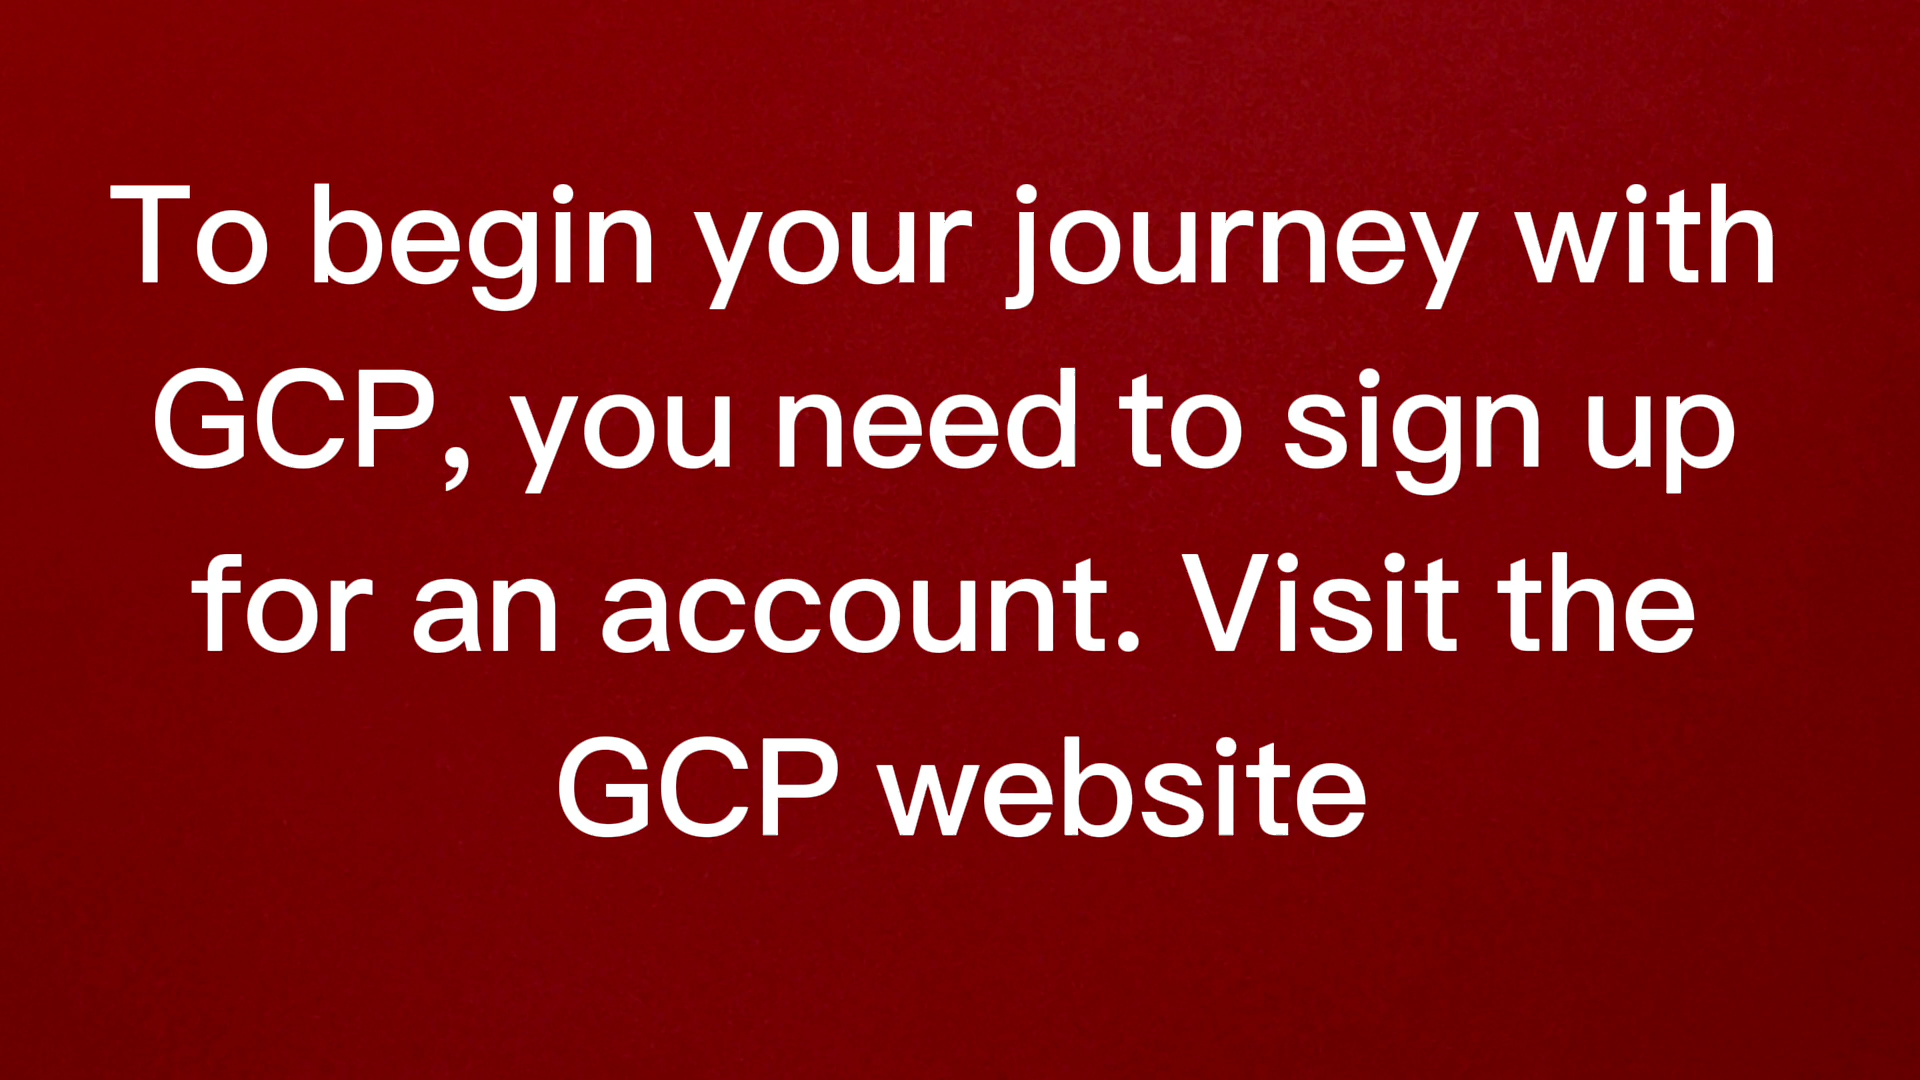 To begin your journey with
GCP, you need to sign up
for an account. Visit the
GCP website